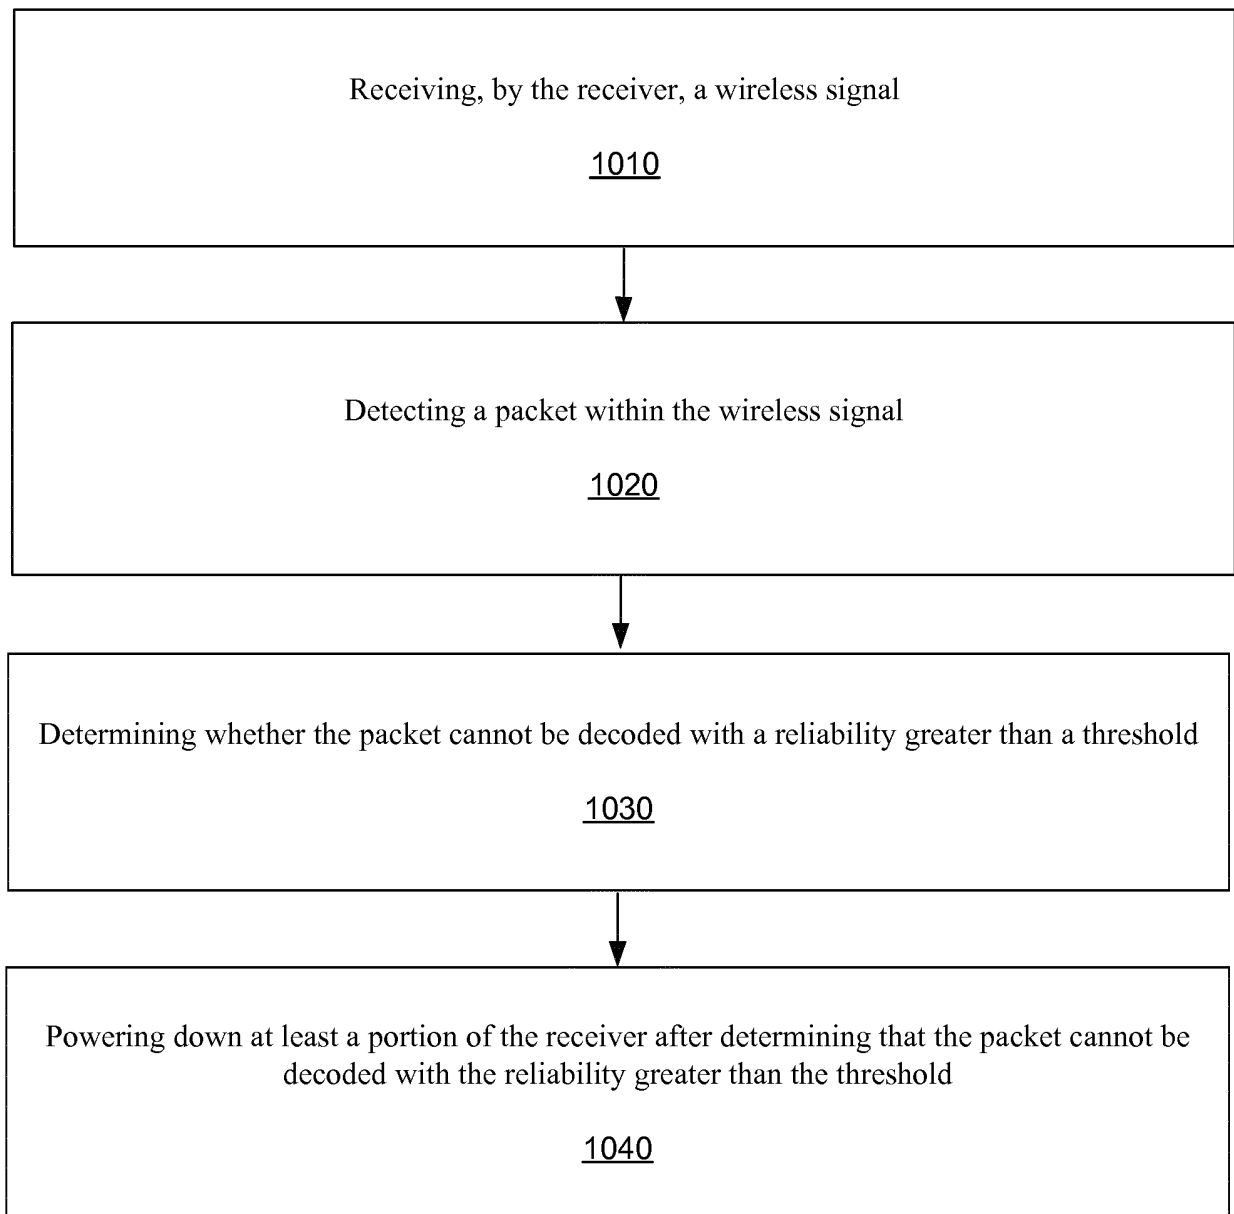 Receiving, by the receiver, a wireless signal
1010
Detecting a packet within the wireless signal
1020
Determining whether the packet cannot be decoded with a reliability greater than a threshold
1030
Powering down at least a portion of the receiver after determining that the packet cannot be
decoded with the reliability greater than the threshold
1040